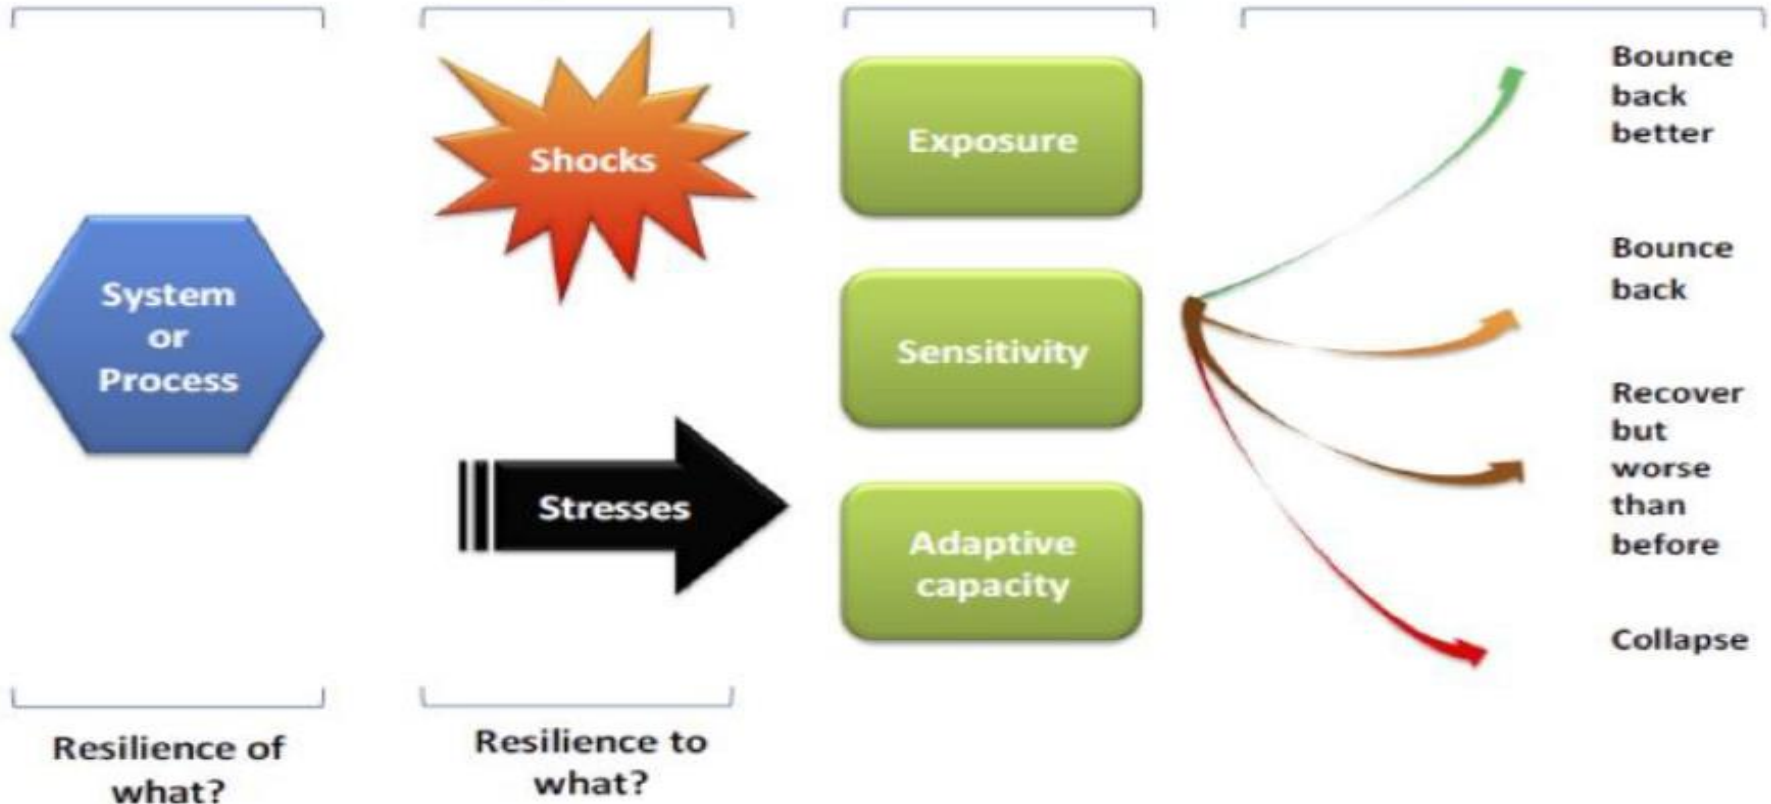 System
or
Process
Resilience of
what?
Shocks
Stresses
Resilience to
what?
Exposure
Sensitivity
Adaptive
capacity
Bounce
back
better
Bounce
back
Recover
but
worse
than
before
Collapse